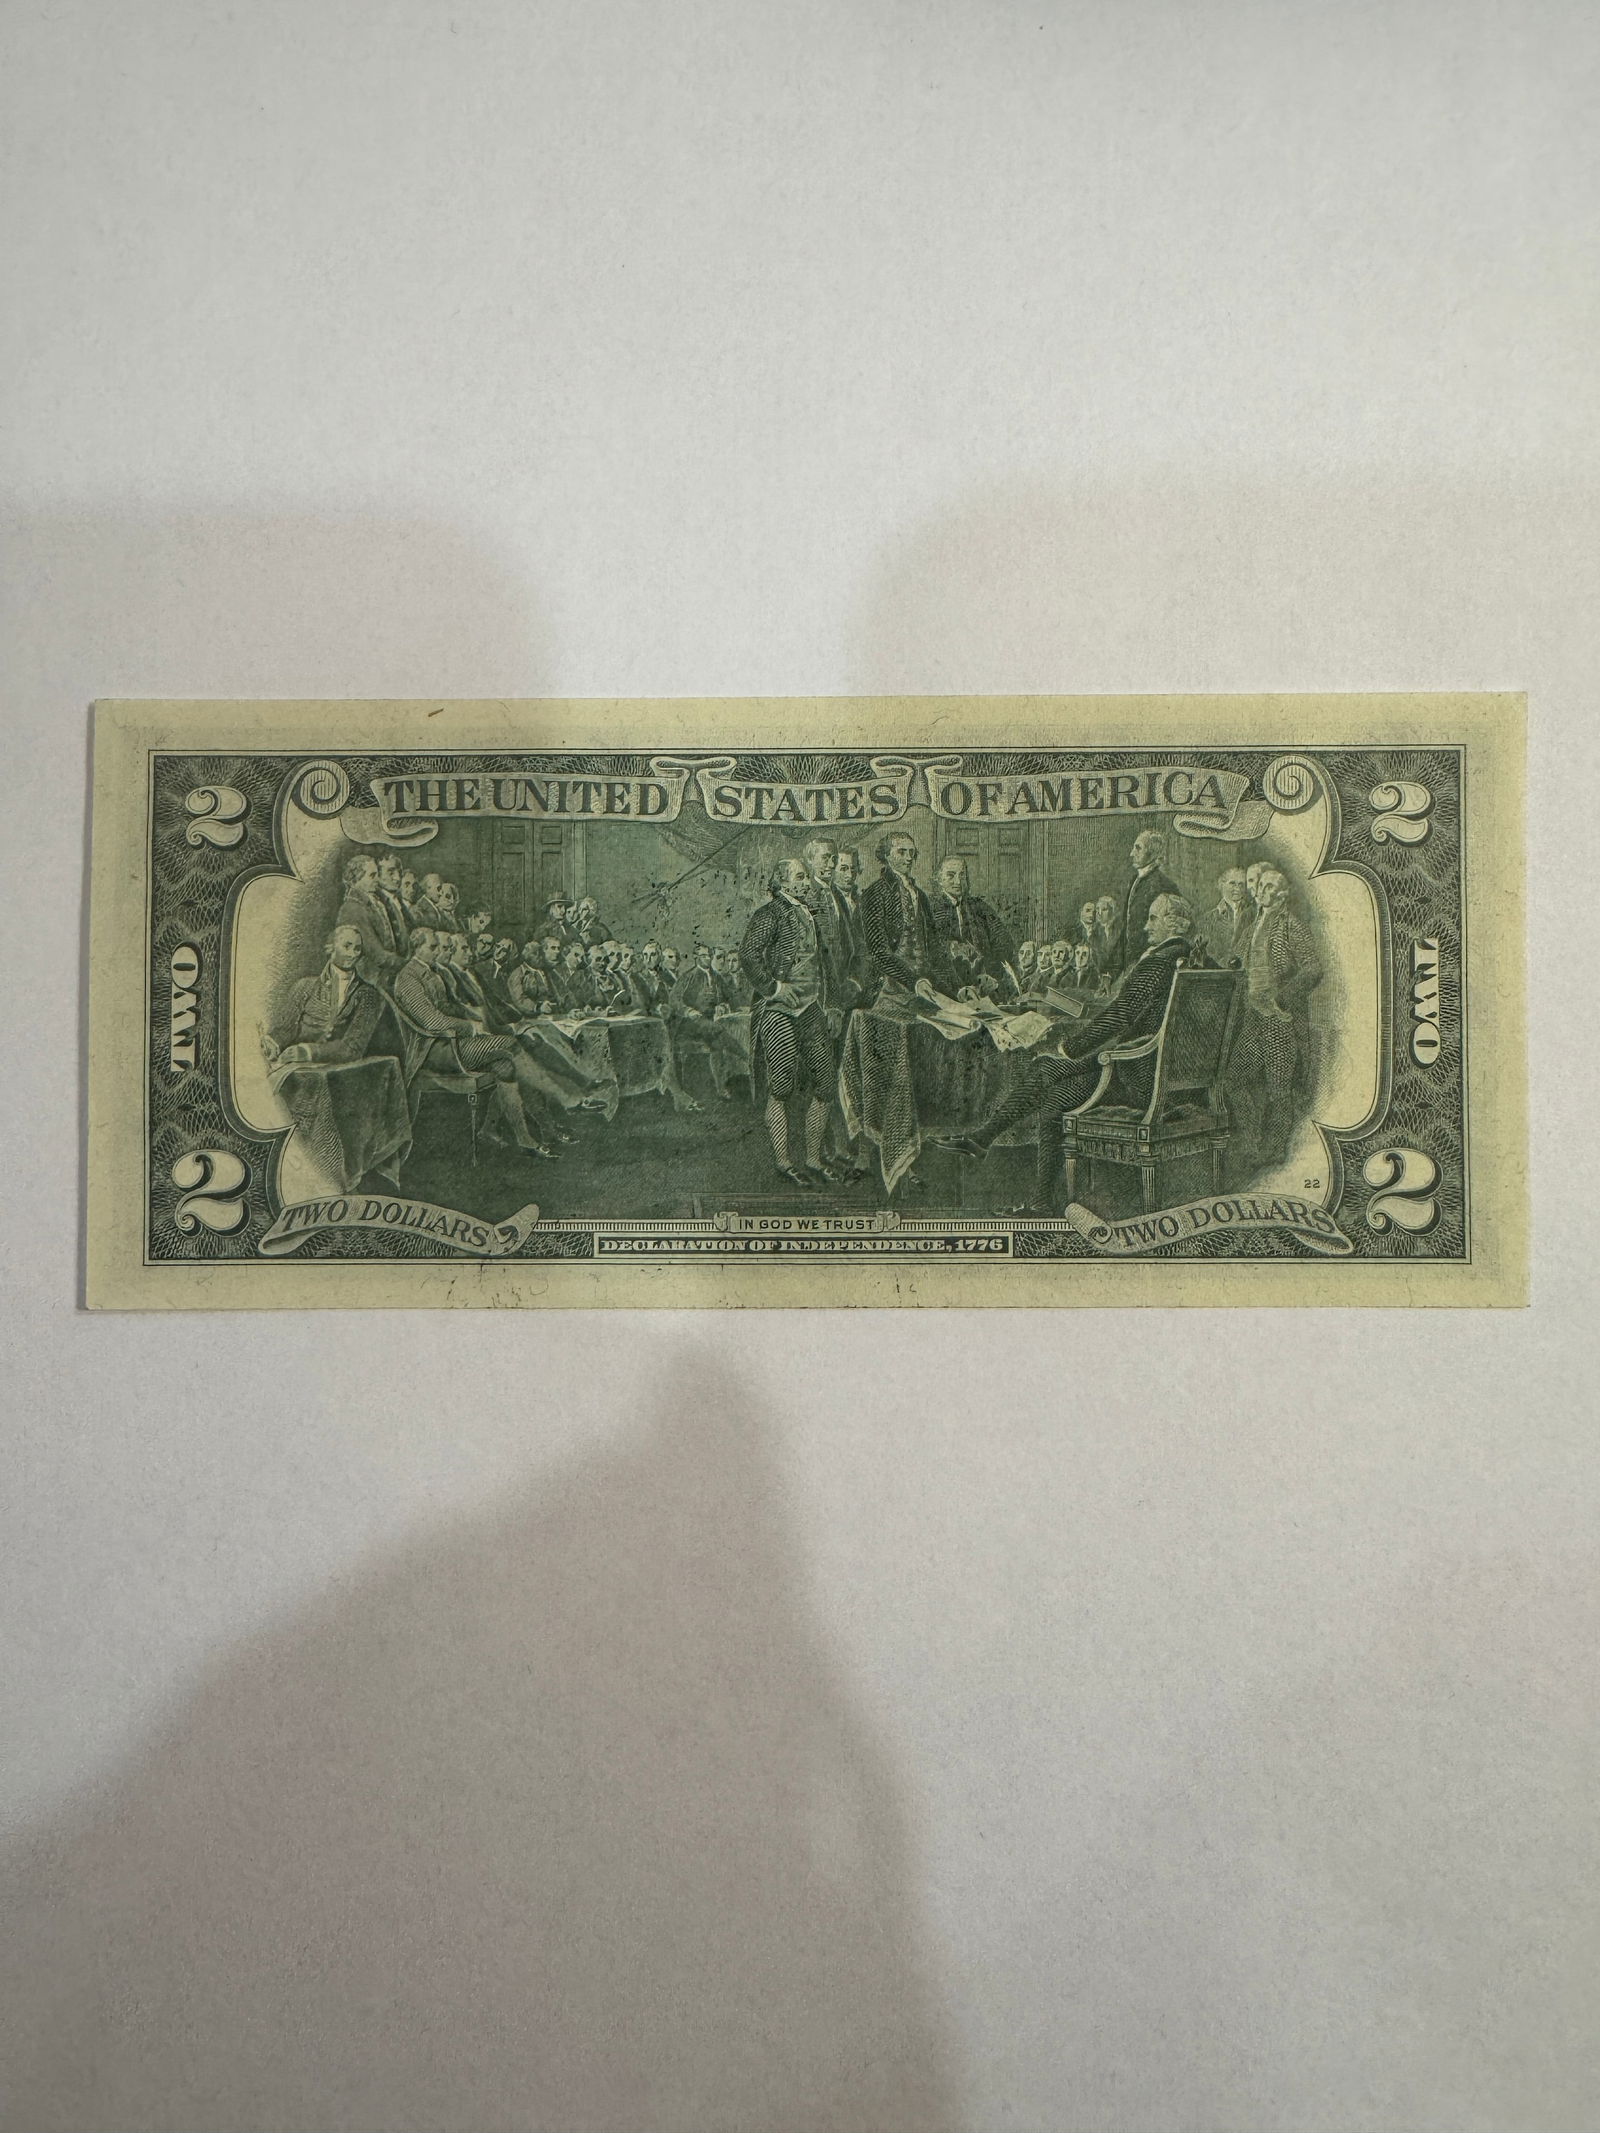 2 THE UNITED STATES OF AMERICA 2
TWO
TWO
22
2 TWO DOLLARS TWO DOLLARS 2
IN GOD WE TRUST
DECLARATION OF INDEPENDENCE, 1776